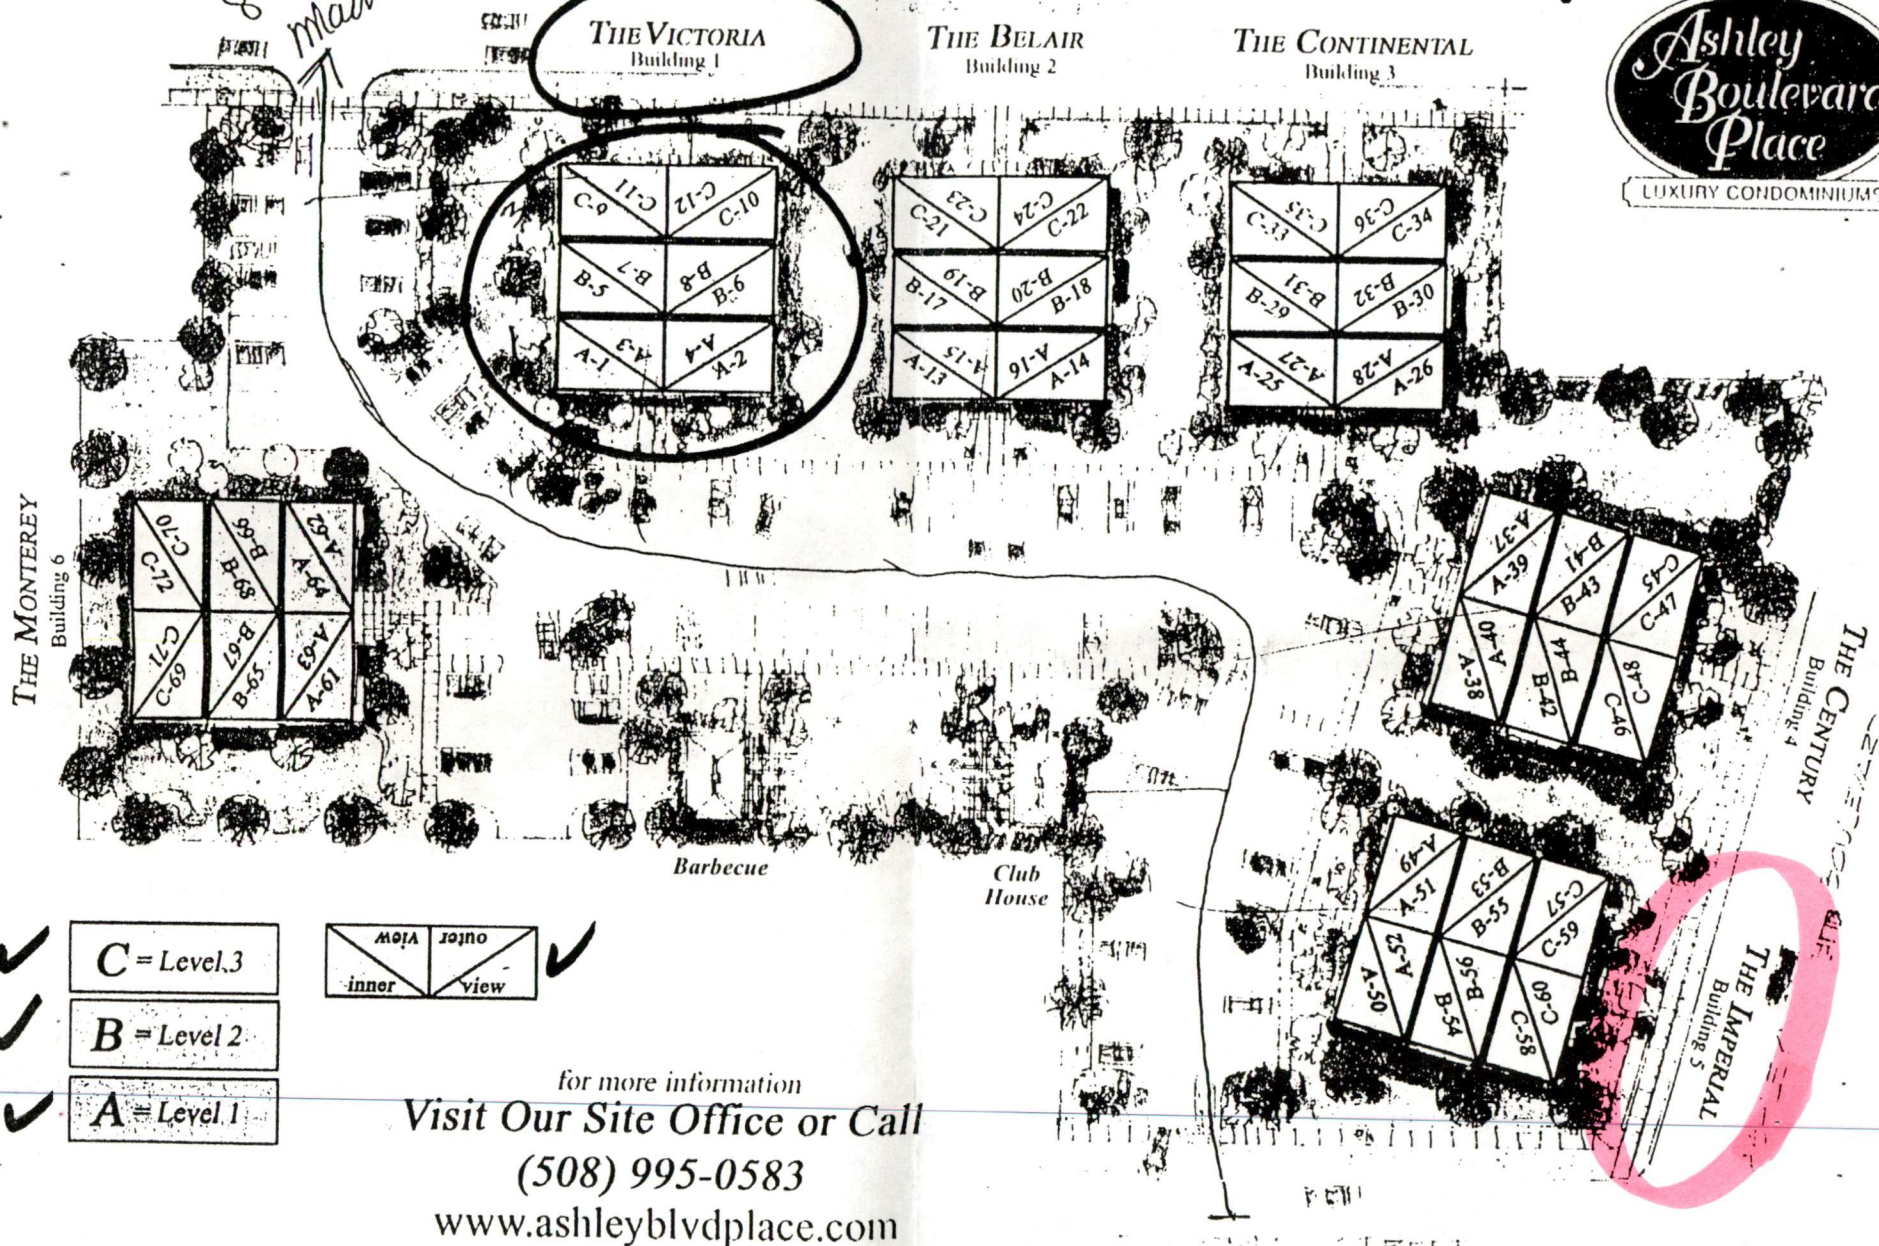 THE VICTORIA
Building 1
THE BELAIR
Building 2
THE CONTINENTAL
Building 3
Ashley
Boulevard
Place
LUXURY CONDOMINIUMS
C-9 C-11 C-12 C-10
B-5 B-7 B-8 B-6
A-1 A-3 A-4 A-2
C-21 C-23 C-24 C-22
B-17 B-19 B-20 B-18
A-13 A-15 A-16 A-14
C-33 C-35 C-36 C-34
B-29 B-31 B-32 B-30
A-25 A-27 A-28 A-26
THE MONTEREY
Building 6
C-70 B-66 A-62
C-72 B-68 A-64
C-71 B-67 A-63
C-69 B-65 A-61
A-37 B-41 C-45
A-39 B-43 C-47
A-40 B-44 C-48
A-38 B-42 C-46
THE CENTURY
Building 4
A-49 B-53 C-57
A-51 B-55 C-59
A-52 B-56 C-60
A-50 B-54 C-58
THE IMPERIAL
Building 5
Barbecue
Club
House
C = Level 3
B = Level 2
A = Level 1
view outer
inner view
for more information
Visit Our Site Office or Call
(508) 995-0583
www.ashleyblvdplace.com